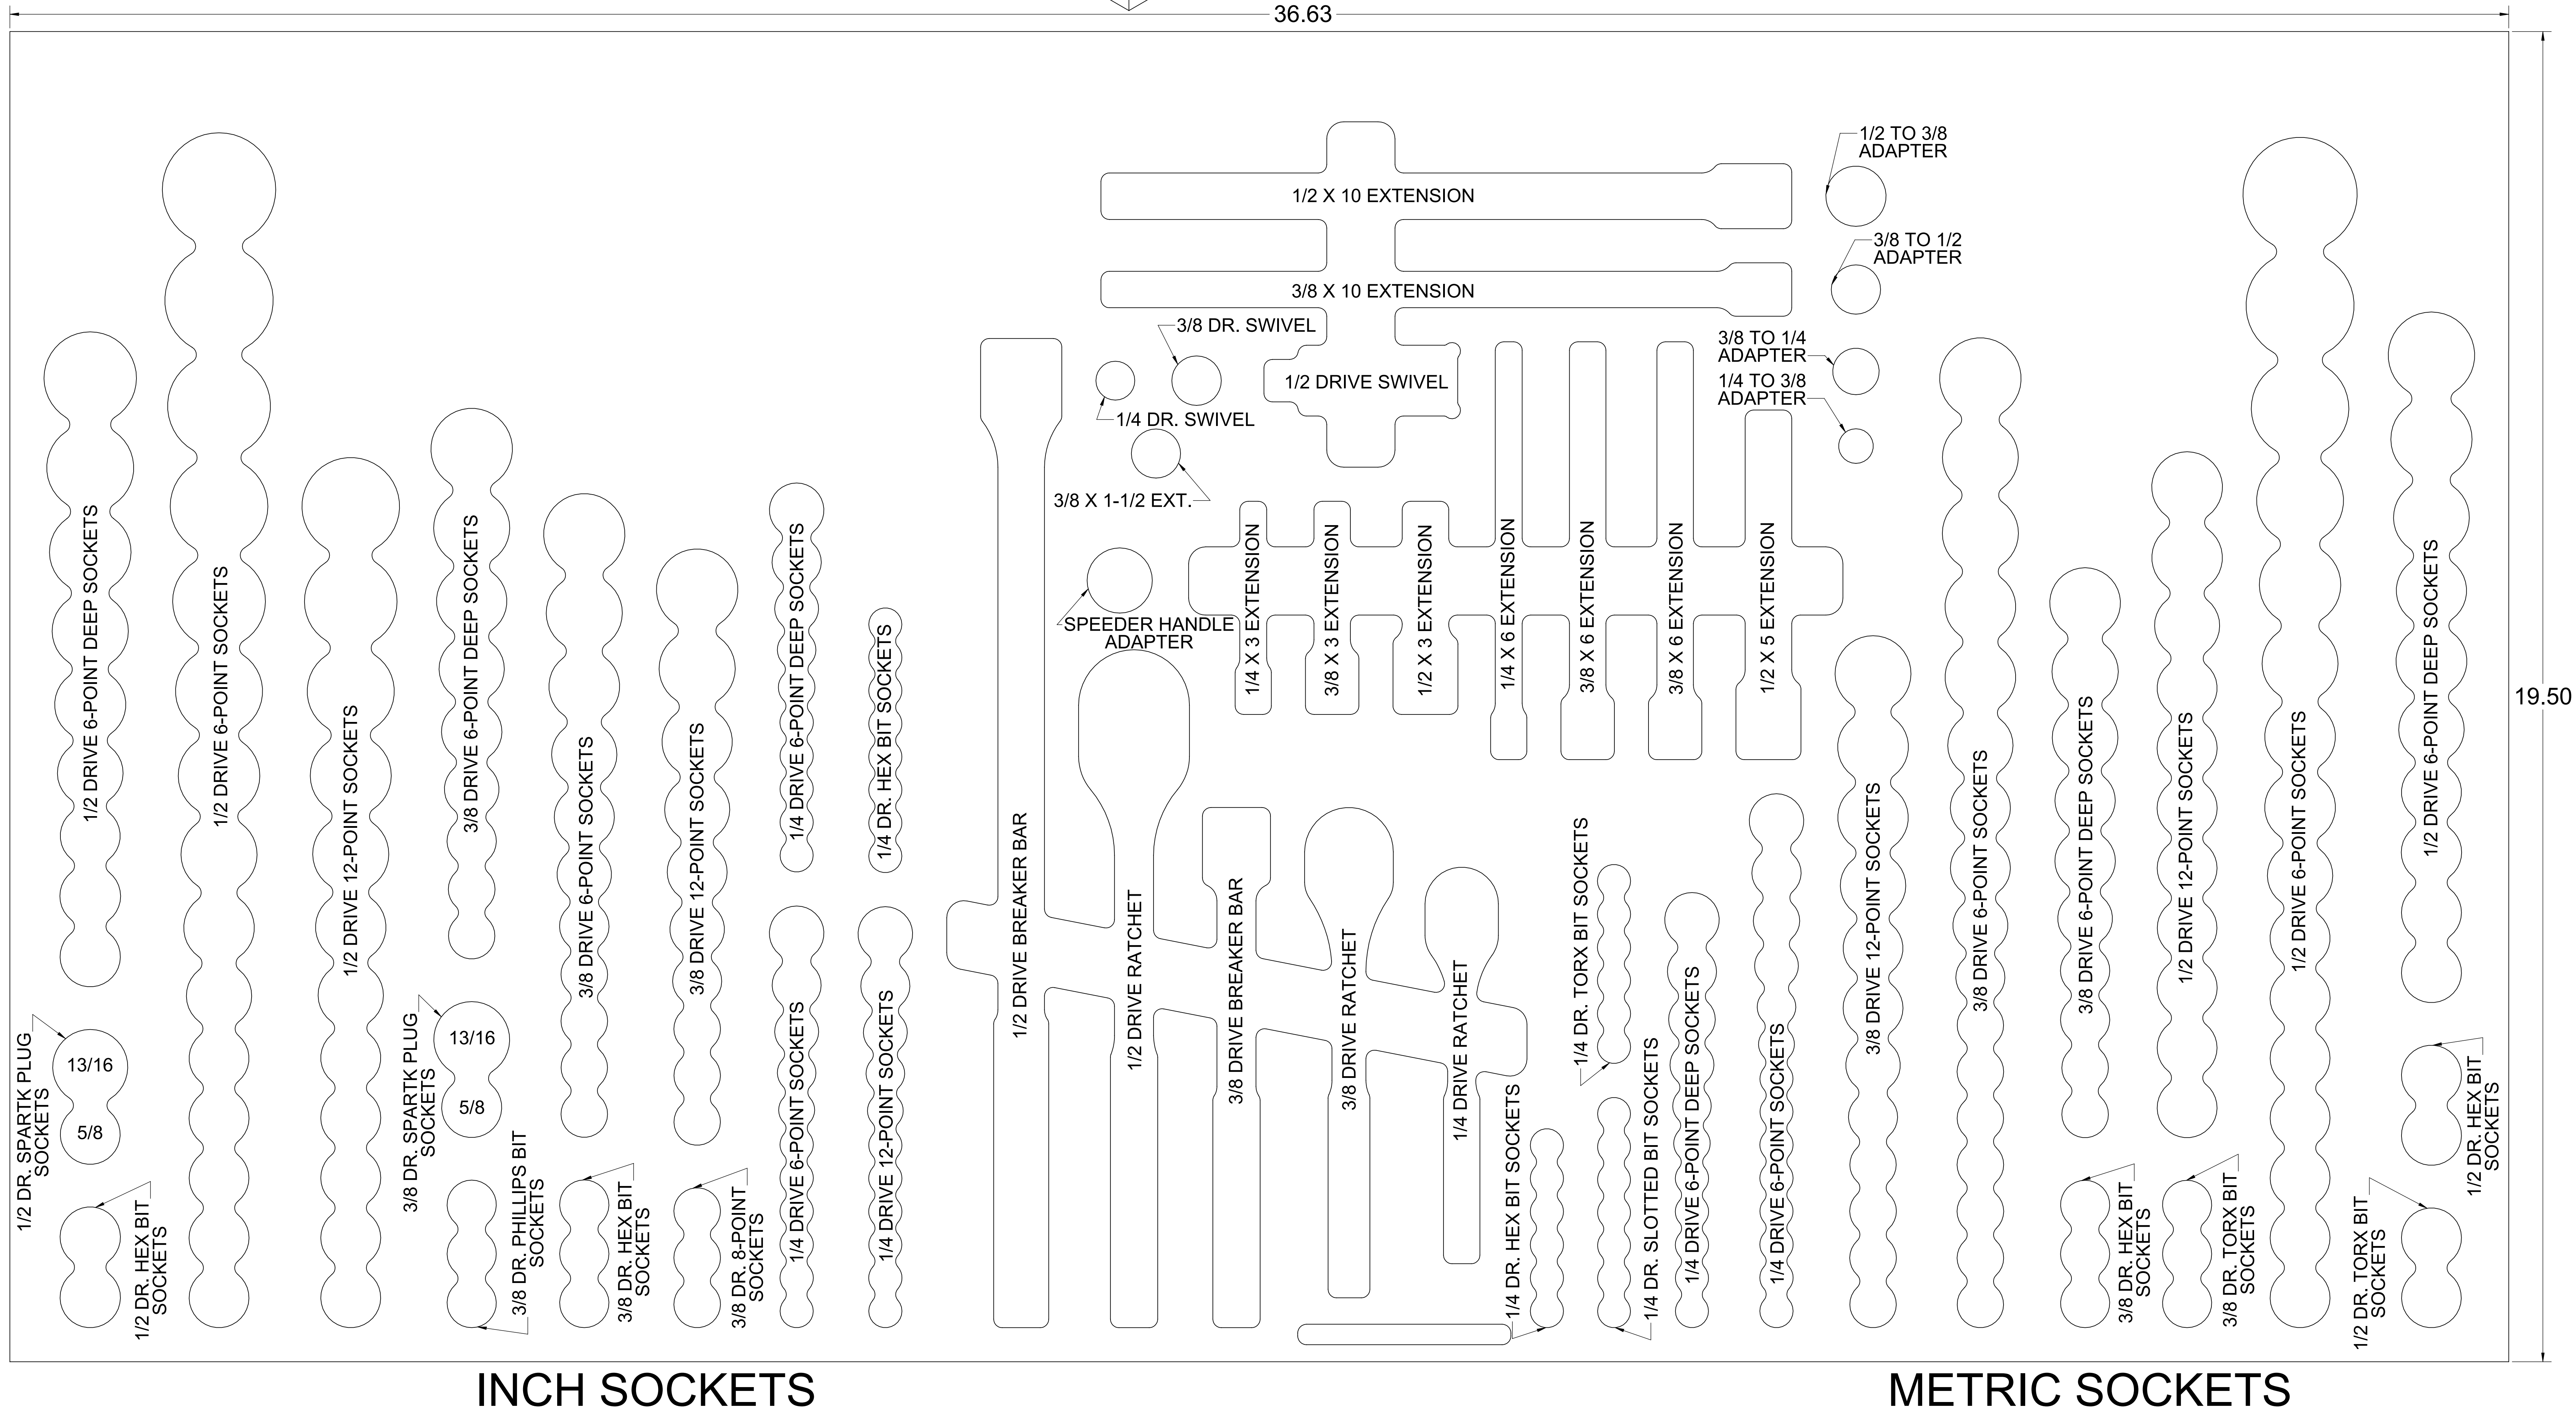 36.63
19.50
1/2 DRIVE 6-POINT DEEP SOCKETS
1/2 DR. SPARTK PLUG
SOCKETS
13/16
5/8
1/2 DR. HEX BIT
SOCKETS
1/2 DRIVE 6-POINT SOCKETS
1/2 DRIVE 12-POINT SOCKETS
3/8 DRIVE 6-POINT DEEP SOCKETS
3/8 DR. SPARTK PLUG
SOCKETS
13/16
5/8
3/8 DR. PHILLIPS BIT
SOCKETS
3/8 DRIVE 6-POINT SOCKETS
3/8 DR. HEX BIT
SOCKETS
3/8 DRIVE 12-POINT SOCKETS
3/8 DR. 8-POINT
SOCKETS
1/4 DRIVE 6-POINT DEEP SOCKETS
1/4 DRIVE 6-POINT SOCKETS
1/4 DR. HEX BIT SOCKETS
1/4 DRIVE 12-POINT SOCKETS
1/2 X 10 EXTENSION
3/8 X 10 EXTENSION
3/8 DR. SWIVEL
1/2 DRIVE SWIVEL
1/4 DR. SWIVEL
3/8 X 1-1/2 EXT.
SPEEDER HANDLE
ADAPTER
1/2 TO 3/8
ADAPTER
3/8 TO 1/2
ADAPTER
3/8 TO 1/4
ADAPTER
1/4 TO 3/8
ADAPTER
1/4 X 3 EXTENSION
3/8 X 3 EXTENSION
1/2 X 3 EXTENSION
1/4 X 6 EXTENSION
3/8 X 6 EXTENSION
3/8 X 6 EXTENSION
1/2 X 5 EXTENSION
1/2 DRIVE BREAKER BAR
1/2 DRIVE RATCHET
3/8 DRIVE BREAKER BAR
3/8 DRIVE RATCHET
1/4 DRIVE RATCHET
1/4 DR. HEX BIT SOCKETS
1/4 DR. TORX BIT SOCKETS
1/4 DR. SLOTTED BIT SOCKETS
1/4 DRIVE 6-POINT DEEP SOCKETS
1/4 DRIVE 6-POINT SOCKETS
3/8 DRIVE 12-POINT SOCKETS
3/8 DRIVE 6-POINT SOCKETS
3/8 DRIVE 6-POINT DEEP SOCKETS
3/8 DR. HEX BIT
SOCKETS
1/2 DRIVE 12-POINT SOCKETS
3/8 DR. TORX BIT
SOCKETS
1/2 DRIVE 6-POINT SOCKETS
1/2 DRIVE 6-POINT DEEP SOCKETS
1/2 DR. HEX BIT
SOCKETS
1/2 DR. TORX BIT
SOCKETS
INCH SOCKETS
METRIC SOCKETS